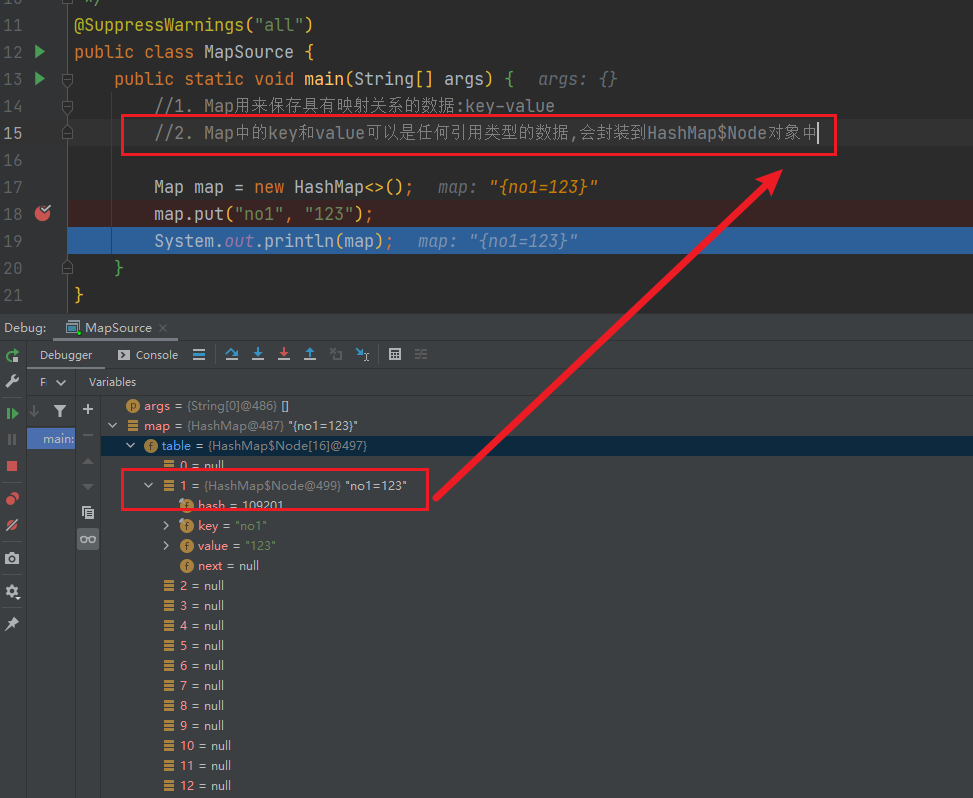 */
11 @SuppressWarnings("all")
12 public class MapSource {
13 public static void main(String[] args) { args: {}
14 //1. Map用来保存具有映射关系的数据:key-value
15 //2. Map中的key和value可以是任何引用类型的数据,会封装到HashMap$Node对象中
16
17 Map map = new HashMap<>(); map: "{no1=123}"
18 map.put("no1", "123");
19 System.out.println(map); map: "{no1=123}"
20 }
21 }
Debug: MapSource
Debugger Console
F Variables
args = {String[0]@486} []
map = {HashMap@487} "{no1=123}"
main:
table = {HashMap$Node[16]@497}
0 = null
1 = {HashMap$Node@499} "no1=123"
hash = 109201
key = "no1"
value = "123"
next = null
2 = null
3 = null
4 = null
5 = null
6 = null
7 = null
8 = null
9 = null
10 = null
11 = null
12 = null